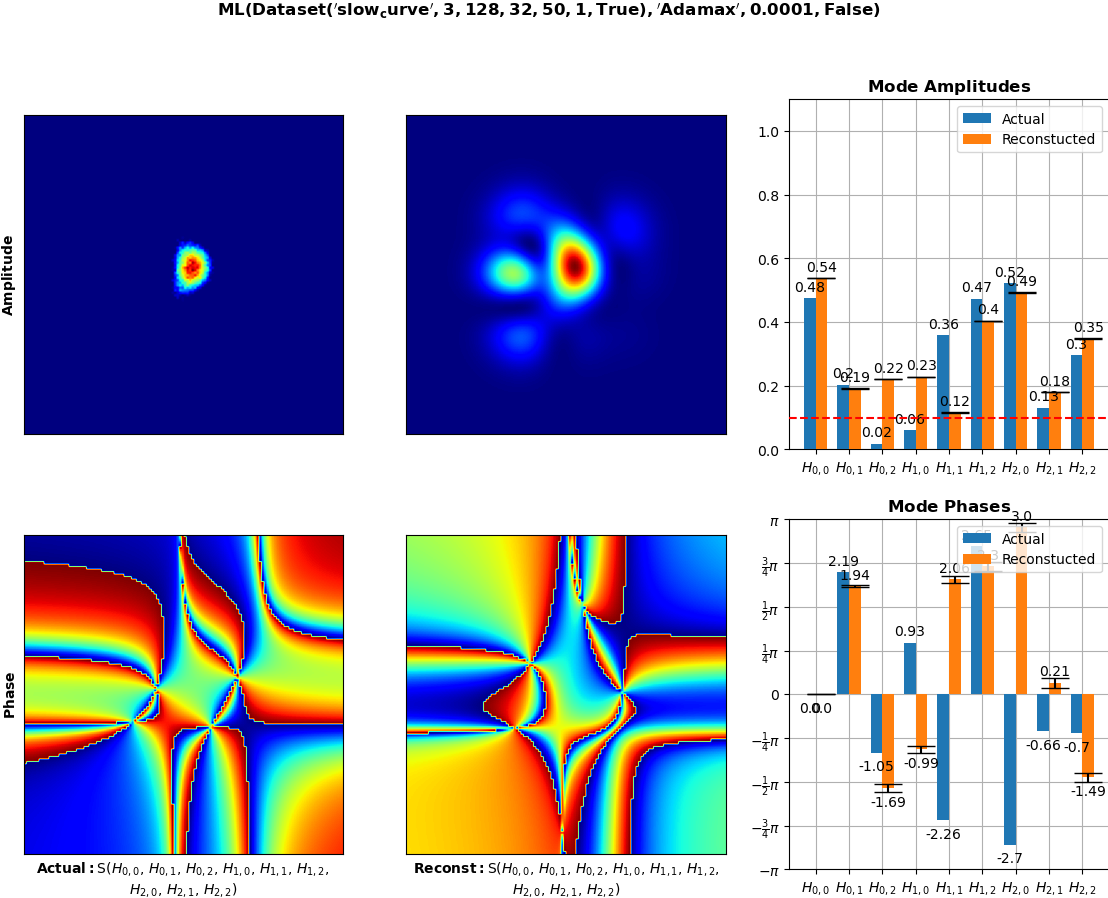 ML(Dataset('slow_curve', 3, 128, 32, 50, 1, True), 'Adamax', 0.0001, False)
Mode Amplitudes
Amplitude
1.0
0.8
0.6
0.4
0.2
0.0
Actual
Reconstucted
0.48
0.54
0.2
0.19
0.02
0.22
0.06
0.23
0.36
0.12
0.47
0.4
0.52
0.49
0.13
0.18
0.3
0.35
H0,0 H0,1 H0,2 H1,0 H1,1 H1,2 H2,0 H2,1 H2,2
Mode Phases
Phase
π
3/4π
1/2π
1/4π
0
−1/4π
−1/2π
−3/4π
−π
Actual
Reconstucted
0.0
0.0
2.19
1.94
-1.05
-1.69
0.93
-0.99
-2.26
-2.7
3.0
-0.66
0.21
-0.7
-1.49
H0,0 H0,1 H0,2 H1,0 H1,1 H1,2 H2,0 H2,1 H2,2
Actual: S(H0,0, H0,1, H0,2, H1,0, H1,1, H1,2,
H2,0, H2,1, H2,2)
Reconst: S(H0,0, H0,1, H0,2, H1,0, H1,1, H1,2,
H2,0, H2,1, H2,2)